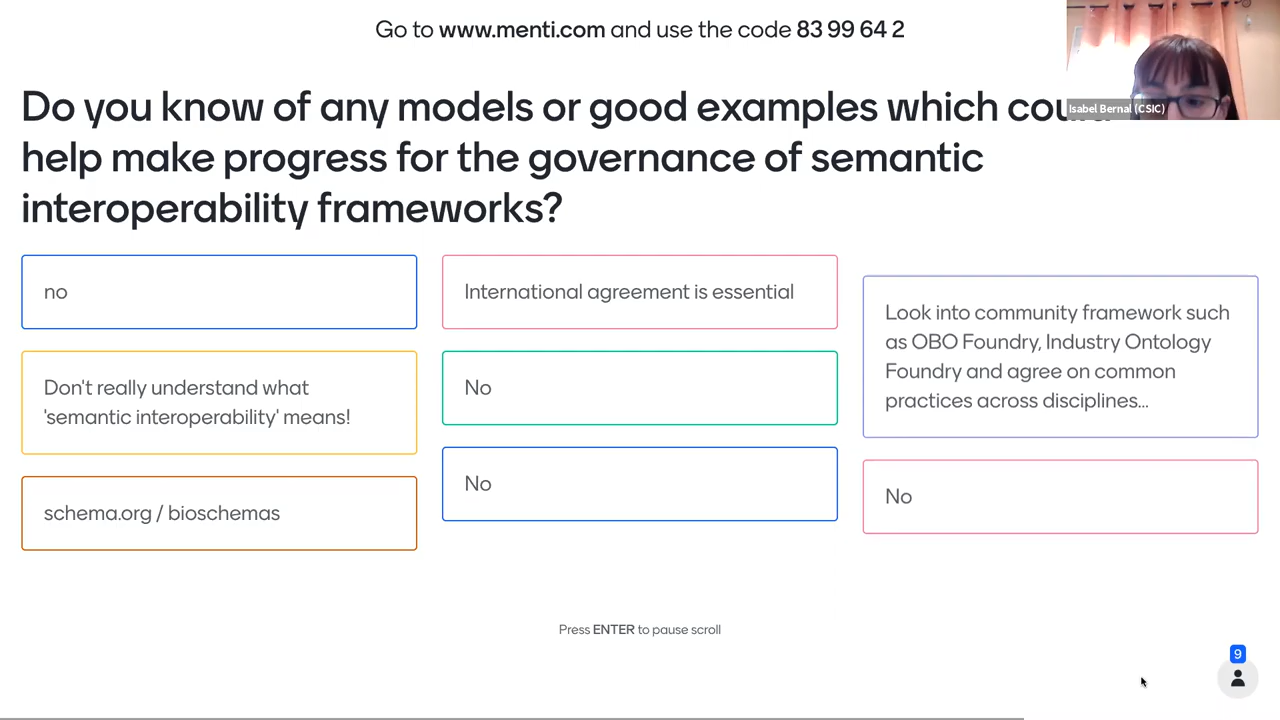 Go to www.menti.com and use the code 83 99 64 2
Isabel Bernal (CSIC)
Do you know of any models or good examples which could
help make progress for the governance of semantic
interoperability frameworks?
no
Don't really understand what
'semantic interoperability' means!
schema.org / bioschemas
International agreement is essential
No
No
Look into community framework such
as OBO Foundry, Industry Ontology
Foundry and agree on common
practices across disciplines...
No
Press ENTER to pause scroll
9